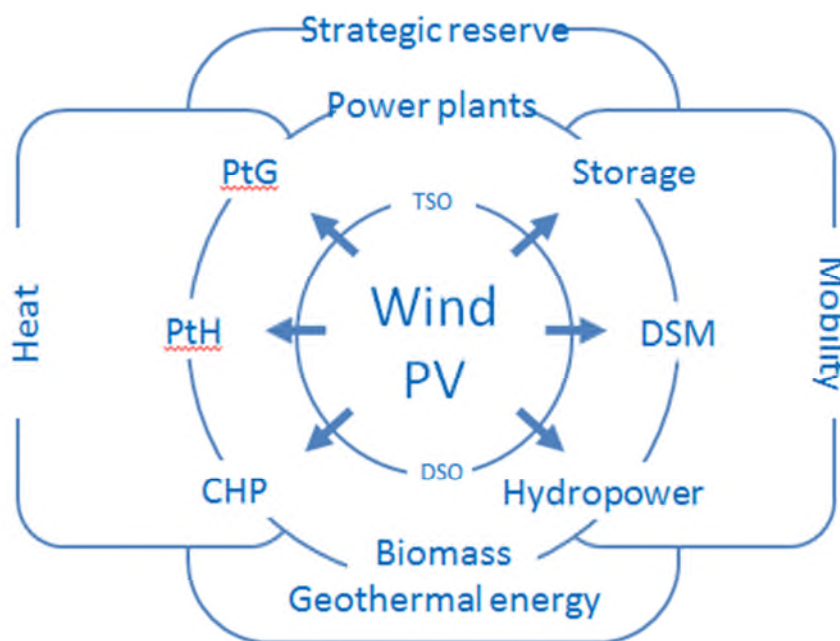 Strategic reserve
Power plants
PtG
Storage
TSO
Heat
Wind
PV
Mobility
PtH
DSM
CHP
DSO
Hydropower
Biomass
Geothermal energy